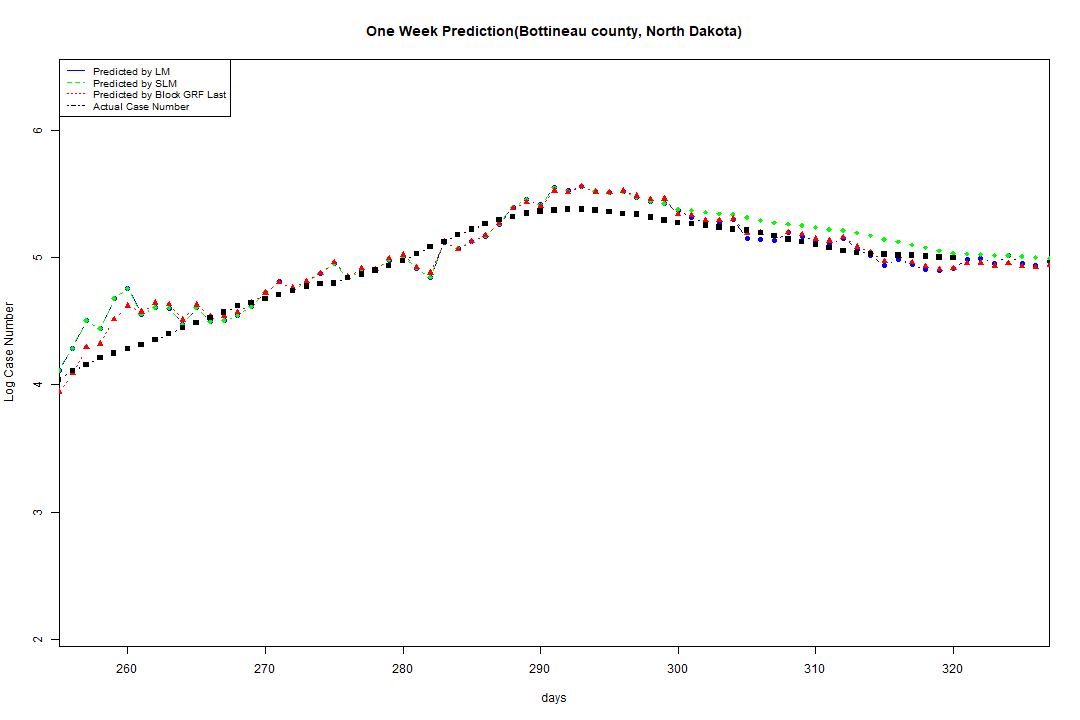 One Week Prediction(Bottineau county, North Dakota)
Predicted by LM
Predicted by SLM
Predicted by Block GRF Last
Actual Case Number
6
5
4
3
2
Log Case Number
260 270 280 290 300 310 320
days